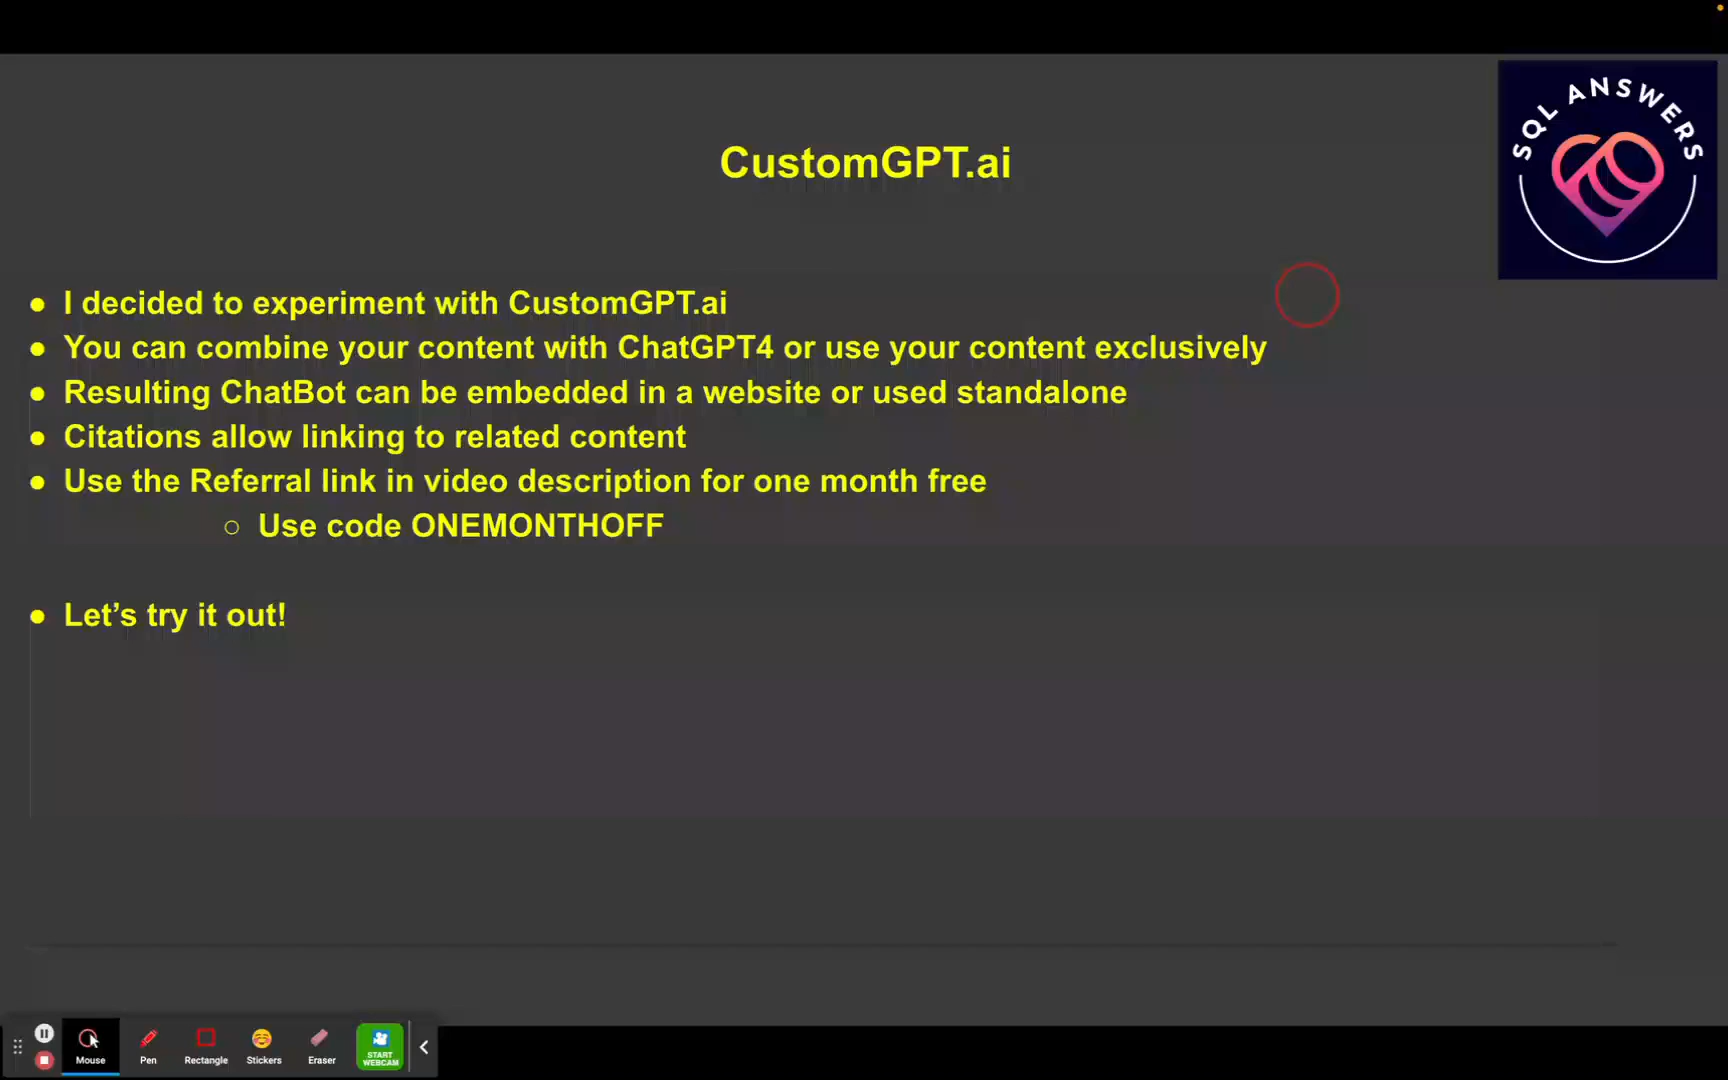 SQL ANSWERS
CustomGPT.ai
● I decided to experiment with CustomGPT.ai
● You can combine your content with ChatGPT4 or use your content exclusively
● Resulting ChatBot can be embedded in a website or used standalone
● Citations allow linking to related content
● Use the Referral link in video description for one month free
○ Use code ONEMONTHOFF
● Let’s try it out!
Mouse
Pen
Rectangle
Stickers
Eraser
START
WEBCAM